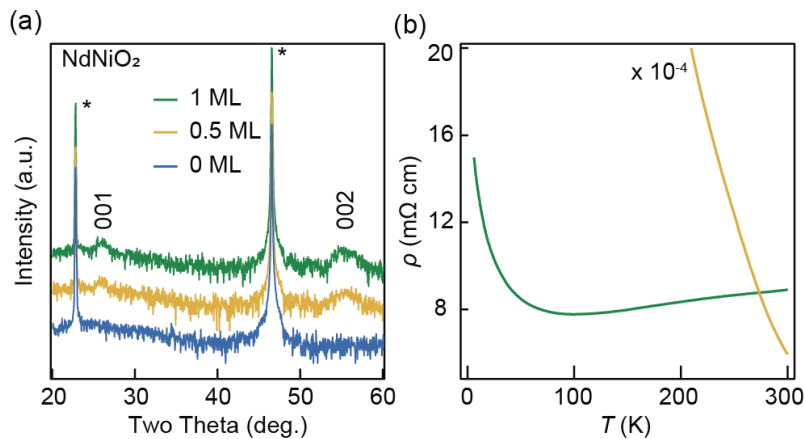 (a)
NdNiO₂
*
*
1 ML
0.5 ML
0 ML
001
002
Intensity (a.u.)
20
30
40
50
60
Two Theta (deg.)
(b)
20
16
12
8
x 10⁻⁴
ρ (mΩ cm)
0
100
200
300
T (K)